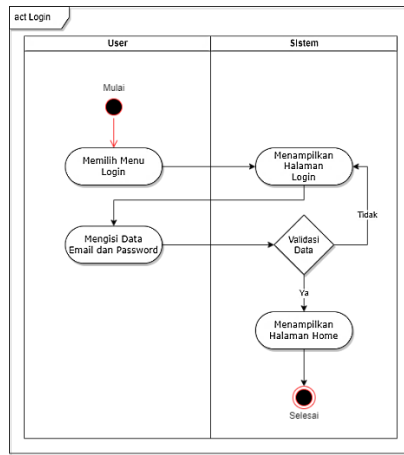 act Login
User
Sistem
Mulai
Memilih Menu
Login
Menampilkan
Halaman
Login
Tidak
Mengisi Data
Email dan Password
Validasi
Data
Ya
Menampilkan
Halaman Home
Selesai